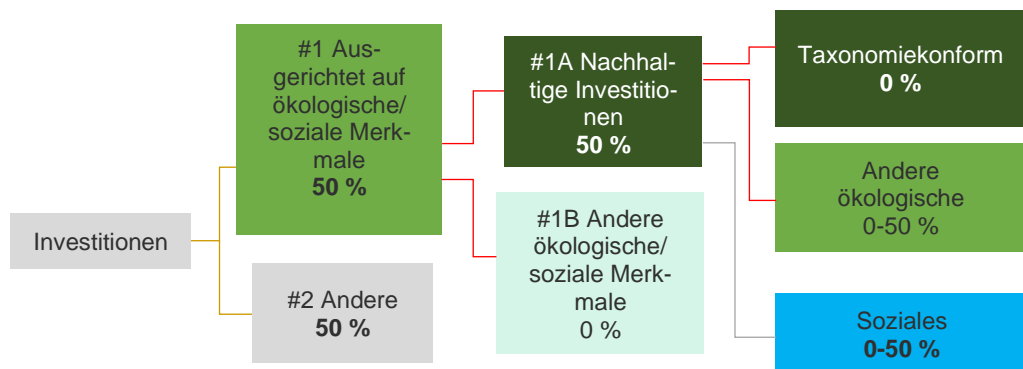 Investitionen
#1 Aus-
gerichtet auf
ökologische/
soziale Merk-
male
50 %
#2 Andere
50 %
#1A Nachhal-
tige Investitio-
nen
50 %
#1B Andere
ökologische/
soziale Merk-
male
0 %
Taxonomiekonform
0 %
Andere
ökologische
0-50 %
Soziales
0-50 %